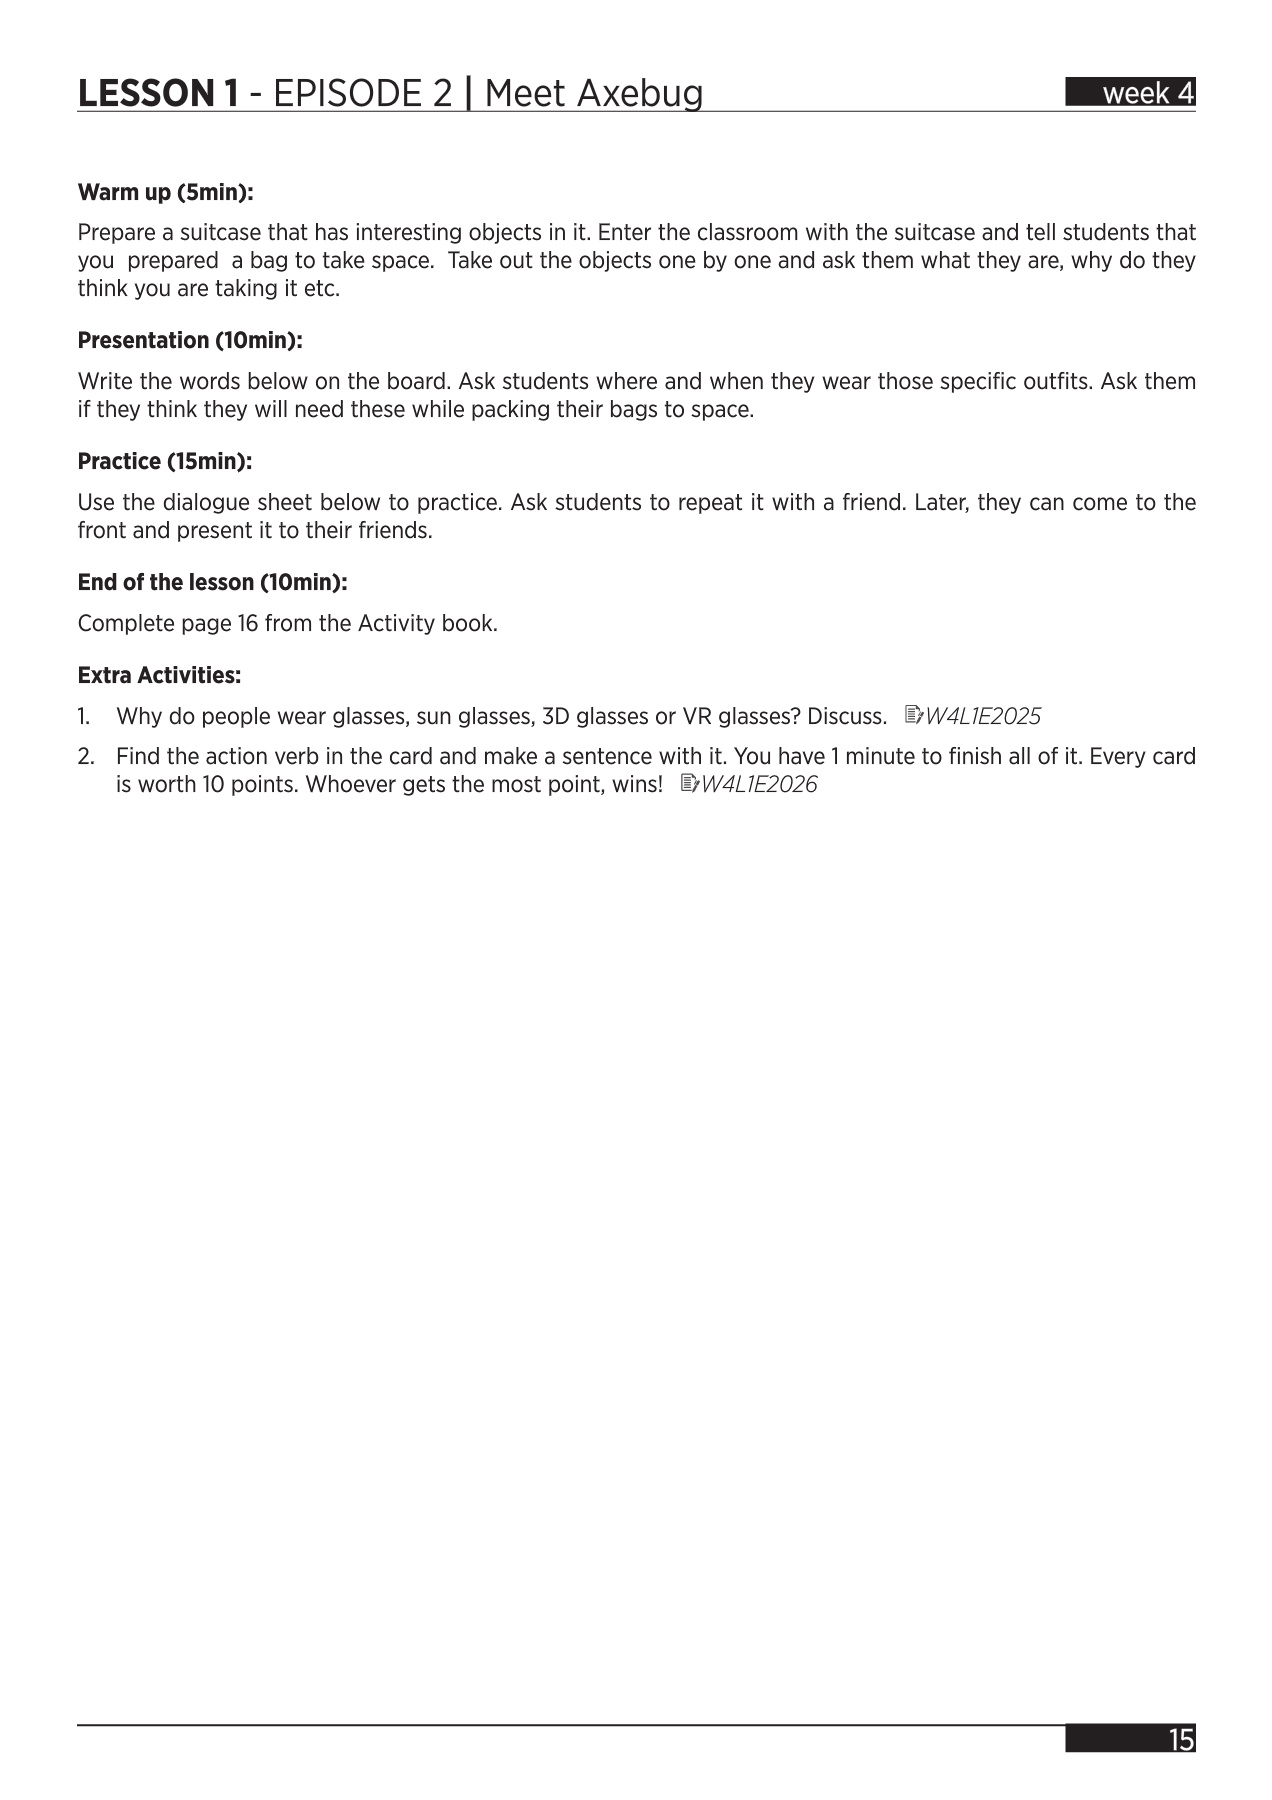 LESSON 1 - EPISODE 2 | Meet Axebug
week 4
Warm up (5min):
Prepare a suitcase that has interesting objects in it. Enter the classroom with the suitcase and tell students that
you prepared a bag to take space. Take out the objects one by one and ask them what they are, why do they
think you are taking it etc.
Presentation (10min):
Write the words below on the board. Ask students where and when they wear those specific outfits. Ask them
if they think they will need these while packing their bags to space.
Practice (15min):
Use the dialogue sheet below to practice. Ask students to repeat it with a friend. Later, they can come to the
front and present it to their friends.
End of the lesson (10min):
Complete page 16 from the Activity book.
Extra Activities:
1. Why do people wear glasses, sun glasses, 3D glasses or VR glasses? Discuss. W4L1E2025
2. Find the action verb in the card and make a sentence with it. You have 1 minute to finish all of it. Every card
is worth 10 points. Whoever gets the most point, wins! W4L1E2026
15